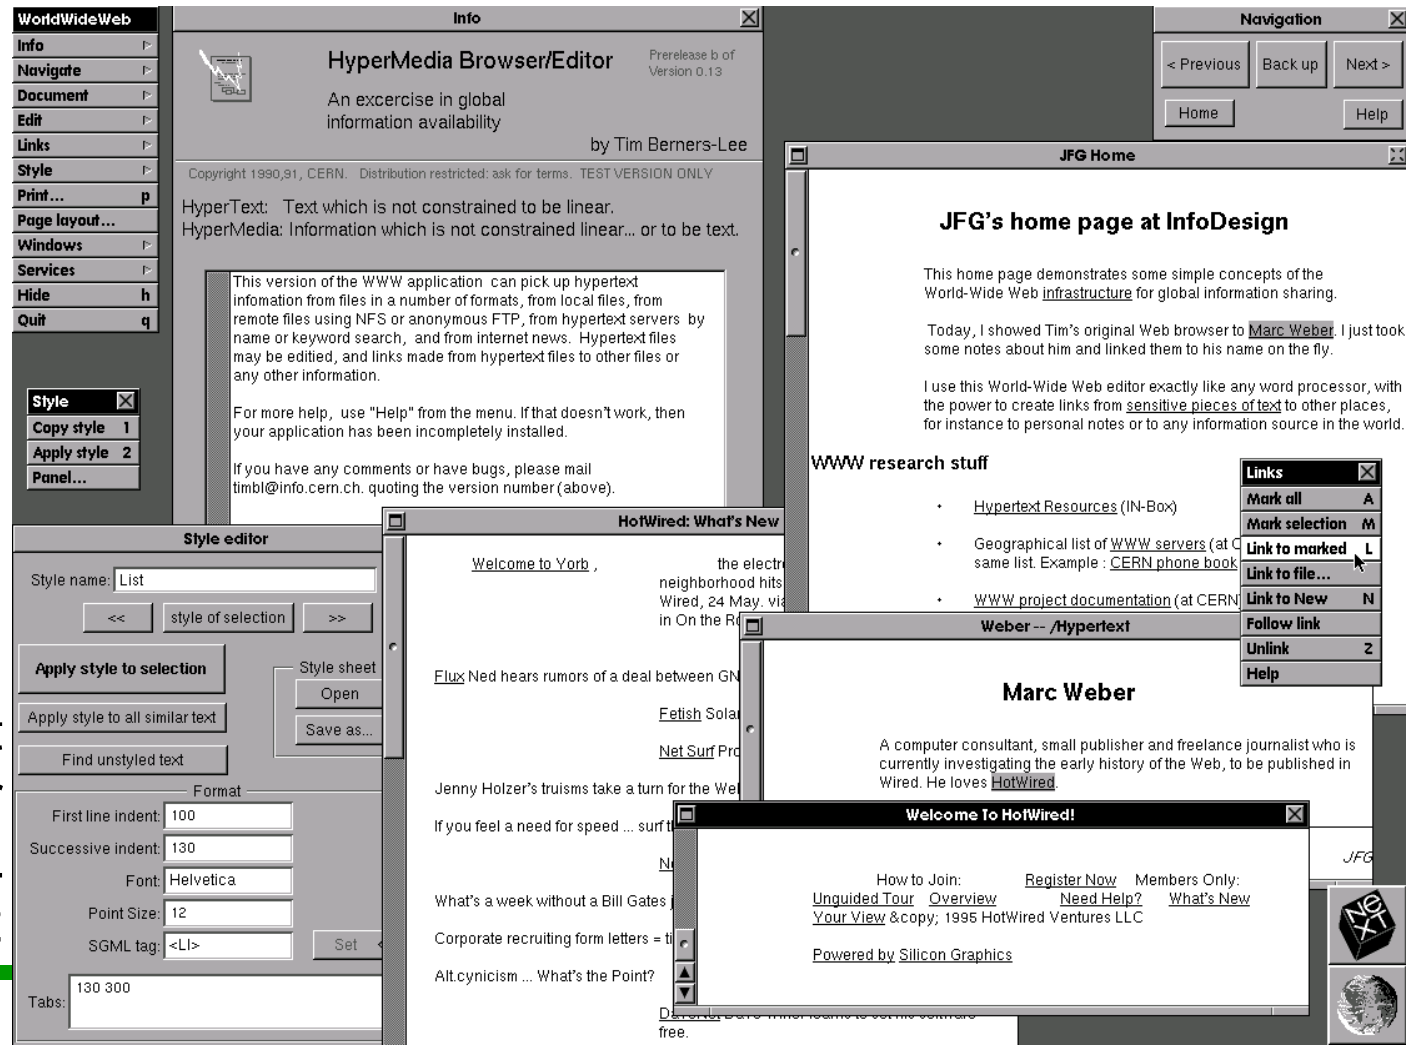 WorldWideWeb
Info
Navigate
Document
Edit
Links
Style
Print... p
Page layout...
Windows
Services
Hide h
Quit q
Style
Copy style 1
Apply style 2
Panel...
Info
HyperMedia Browser/Editor
Prerelease b of
Version 0.13
An excercise in global
information availability
by Tim Berners-Lee
Copyright 1990,91, CERN. Distribution restricted: ask for terms. TEST VERSION ONLY
HyperText: Text which is not constrained to be linear.
HyperMedia: Information which is not constrained linear... or to be text.
This version of the WWW application can pick up hypertext
infomation from files in a number of formats, from local files, from
remote files using NFS or anonymous FTP, from hypertext servers by
name or keyword search, and from internet news. Hypertext files
may be editied, and links made from hypertext files to other files or
any other information.
For more help, use "Help" from the menu. If that doesn't work, then
your application has been incompletely installed.
If you have any comments or have bugs, please mail
timbl@info.cern.ch. quoting the version number (above).
Navigation
< Previous Back up Next >
Home Help
JFG Home
JFG's home page at InfoDesign
This home page demonstrates some simple concepts of the
World-Wide Web infrastructure for global information sharing.
Today, I showed Tim's original Web browser to Marc Weber. I just took
some notes about him and linked them to his name on the fly.
I use this World-Wide Web editor exactly like any word processor, with
the power to create links from sensitive pieces of text to other places,
for instance to personal notes or to any information source in the world.
WWW research stuff
• Hypertext Resources (IN-Box)
• Geographical list of WWW servers (at
same list. Example : CERN phone book
• WWW project documentation (at CERN
Links
Mark all A
Mark selection M
Link to marked L
Link to file...
Link to New N
Follow link
Unlink Z
Help
Style editor
Style name: List
<< style of selection >>
Apply style to selection
Style sheet
Open
Save as...
Apply style to all similar text
Find unstyled text
Format
First line indent: 100
Successive indent: 130
Font: Helvetica
Point Size: 12
SGML tag: <LI>
Set
Tabs: 130 300
HotWired: What's New
Welcome to Yorb , the electr
neighborhood hits
Wired, 24 May. via
in On the Ro
Flux Ned hears rumors of a deal between GN
Fetish Solar
Net Surf Pro
Jenny Holzer's truisms take a turn for the Wel
If you feel a need for speed ... surf t
What's a week without a Bill Gates j
Corporate recruiting form letters = ti
Alt.cynicism ... What's the Point?
free.
Weber -- /Hypertext
Marc Weber
A computer consultant, small publisher and freelance journalist who is
currently investigating the early history of the Web, to be published in
Wired. He loves HotWired.
JFG
Welcome To HotWired!
How to Join: Register Now Members Only:
Unguided Tour Overview Need Help? What's New
Your View &copy; 1995 HotWired Ventures LLC
Powered by Silicon Graphics
NeXT